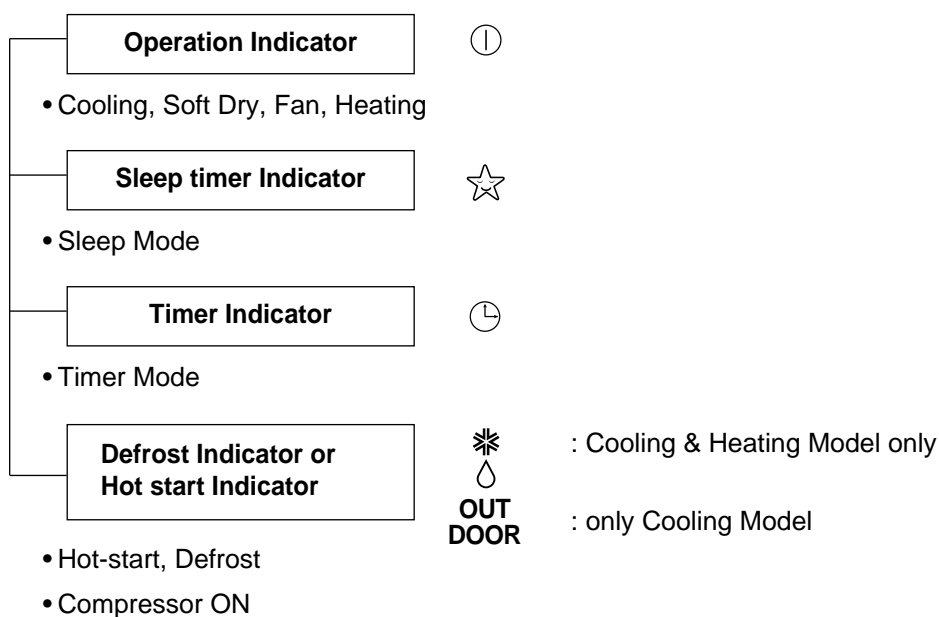 Operation Indicator
• Cooling, Soft Dry, Fan, Heating
Sleep timer Indicator
• Sleep Mode
Timer Indicator
• Timer Mode
Defrost Indicator or
Hot start Indicator
: Cooling & Heating Model only
OUT
DOOR
: only Cooling Model
• Hot-start, Defrost
• Compressor ON